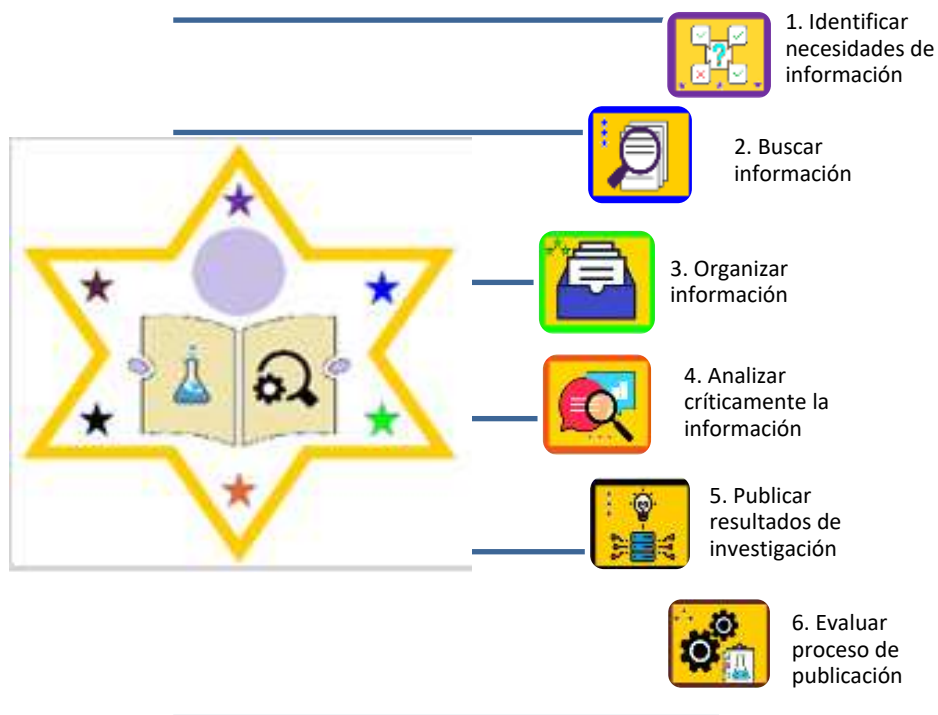 1. Identificar
necesidades de
información
2. Buscar
información
3. Organizar
información
4. Analizar
críticamente la
información
5. Publicar
resultados de
investigación
6. Evaluar
proceso de
publicación